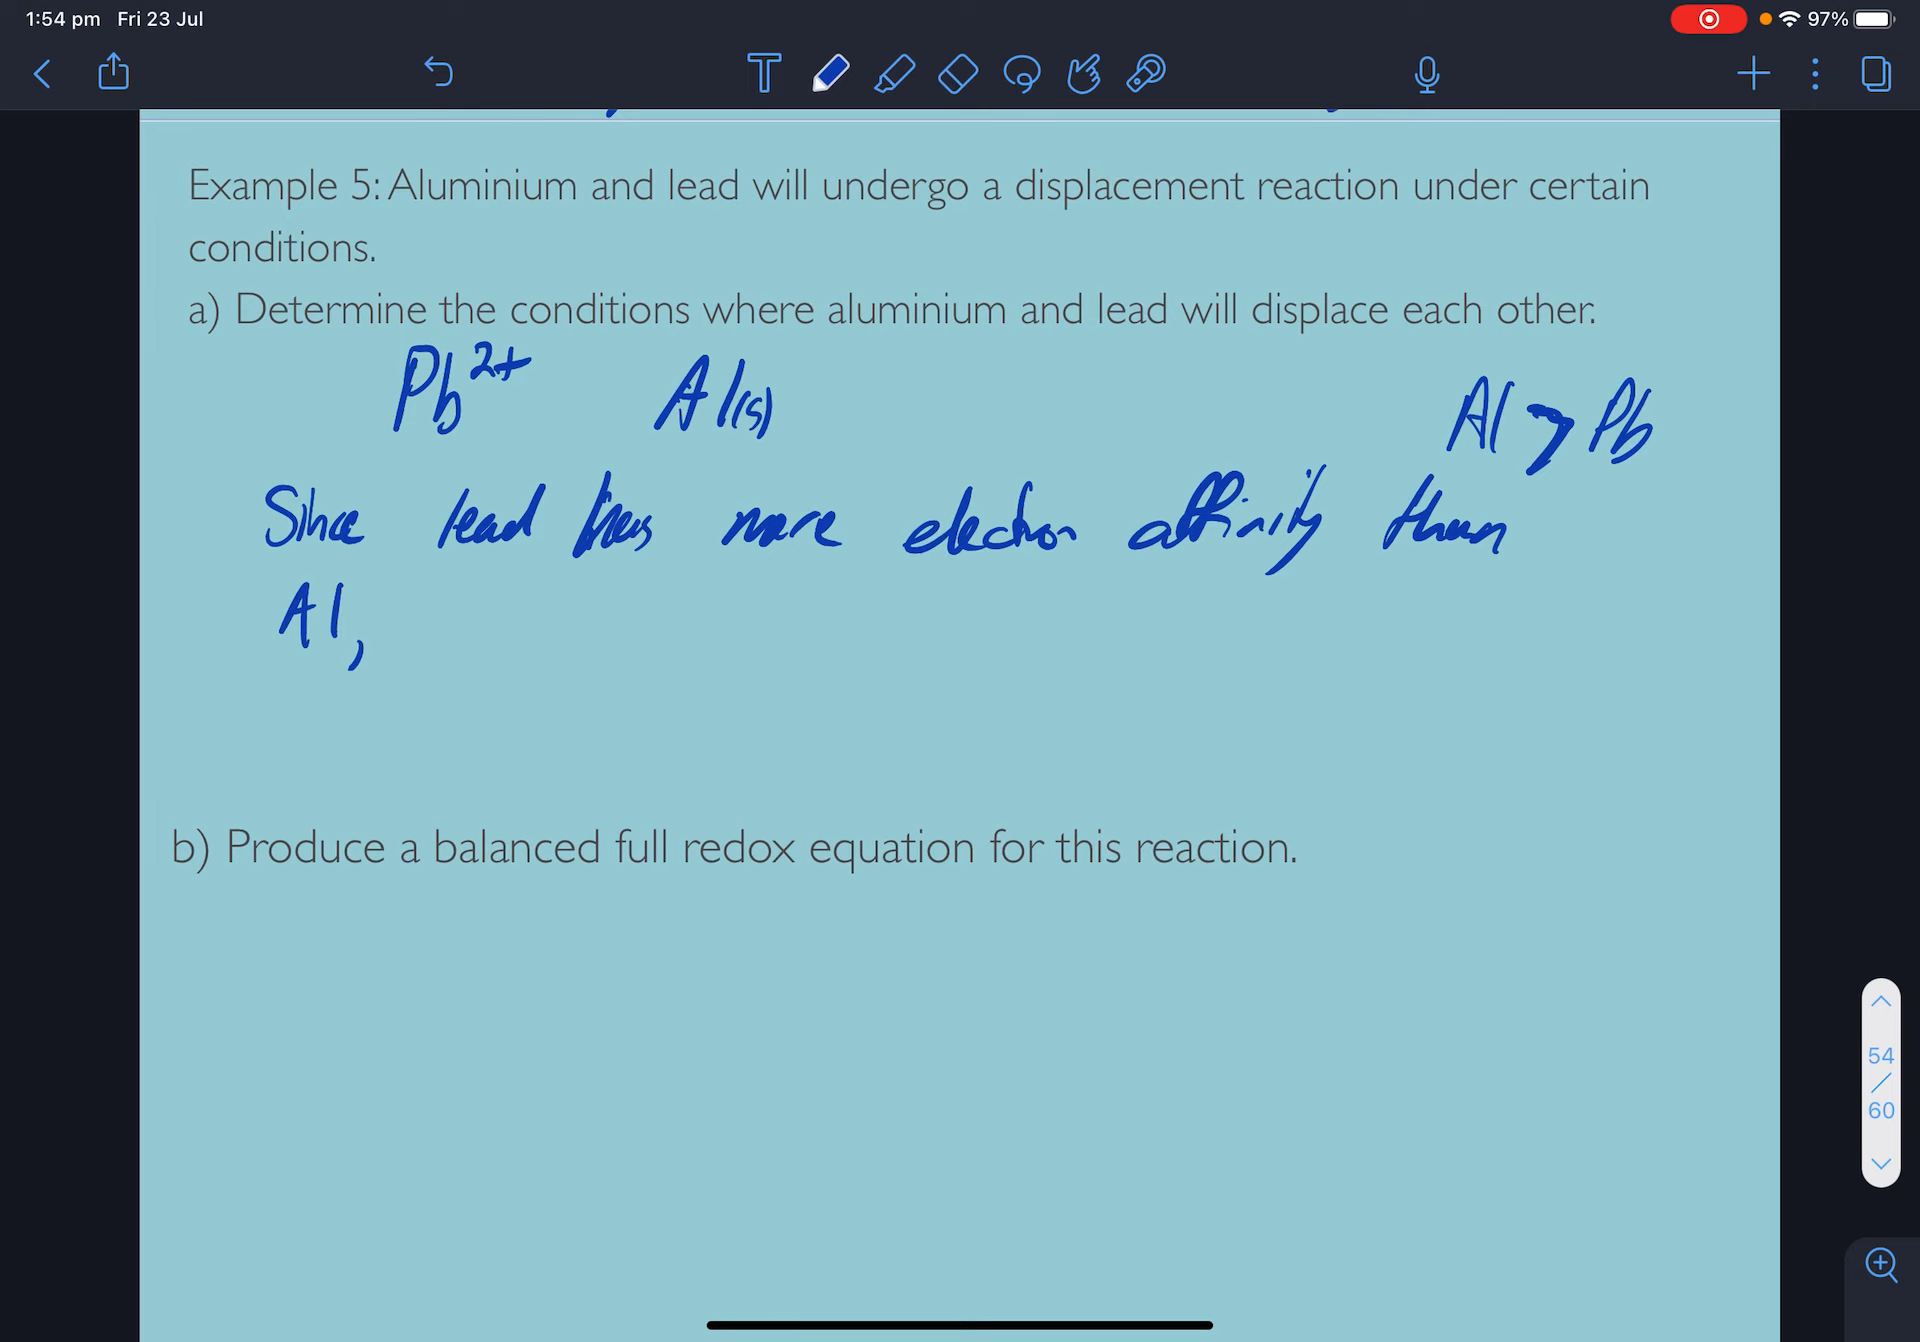 1:54 pm Fri 23 Jul
97%
T
Example 5: Aluminium and lead will undergo a displacement reaction under certain
conditions.
a) Determine the conditions where aluminium and lead will displace each other.
Pb²⁺ Al(s)
Al > Pb
Since lead has more electron affinity than
Al,
b) Produce a balanced full redox equation for this reaction.
54
/
60